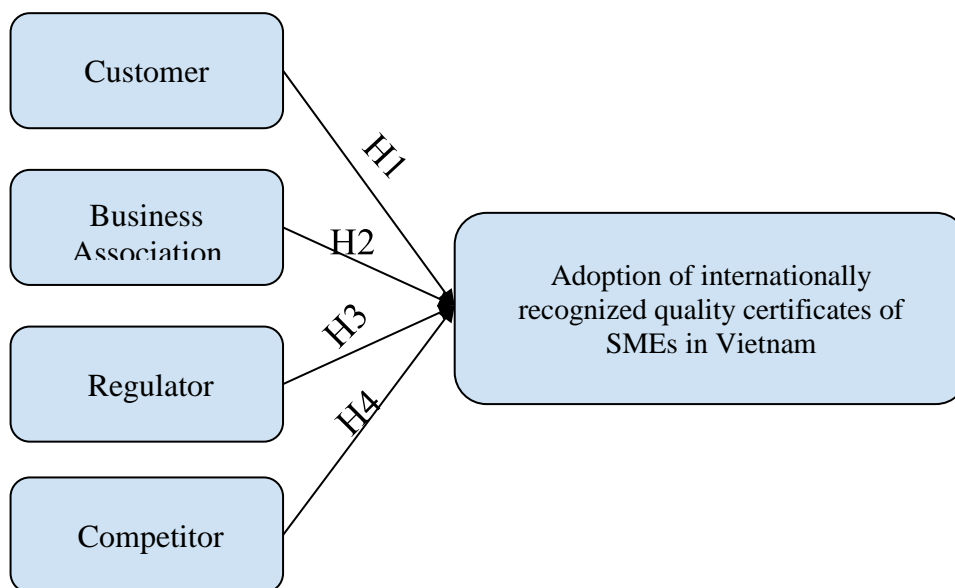 Customer
H1
Business
Association
H2
Adoption of internationally
recognized quality certificates of
SMEs in Vietnam
H3
Regulator
H4
Competitor